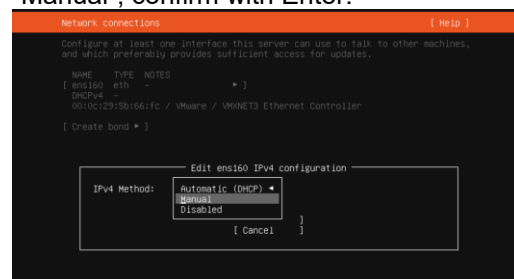 "Manual", confirm with Enter.
Network connections [ Help ]
Configure at least one interface this server can use to talk to other machines,
and which preferably provides sufficient access for updates.
NAME TYPE NOTES
[ ens160 eth - ▸ ]
DHCPv4 -
00:0c:29:5b:66:fc / VMware / VMXNET3 Ethernet Controller
[ Create bond ▸ ]
Edit ens160 IPv4 configuration
IPv4 Method: Automatic (DHCP) ◂
Manual
Disabled
]
[ Cancel ]